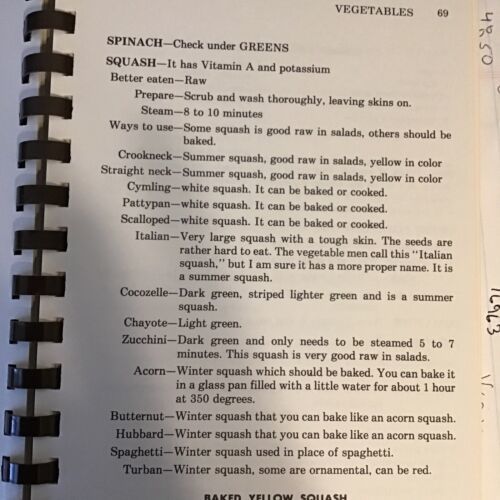 VEGETABLES 69
SPINACH—Check under GREENS
SQUASH—It has Vitamin A and potassium
Better eaten—Raw
Prepare—Scrub and wash thoroughly, leaving skins on.
Steam—8 to 10 minutes
Ways to use—Some squash is good raw in salads, others should be
baked.
Crookneck—Summer squash, good raw in salads, yellow in color
Straight neck—Summer squash, good raw in salads, yellow in color
Cymling—white squash. It can be baked or cooked.
Pattypan—white squash. It can be baked or cooked.
Scalloped—white squash. It can be baked or cooked.
Italian—Very large squash with a tough skin. The seeds are
rather hard to eat. The vegetable men call this "Italian
squash," but I am sure it has a more proper name. It is
a summer squash.
Cocozelle—Dark green, striped lighter green and is a summer
squash.
Chayote—Light green.
Zucchini—Dark green and only needs to be steamed 5 to 7
minutes. This squash is very good raw in salads.
Acorn—Winter squash which should be baked. You can bake it
in a glass pan filled with a little water for about 1 hour
at 350 degrees.
Butternut—Winter squash that you can bake like an acorn squash.
Hubbard—Winter squash that you can bake like an acorn squash.
Spaghetti—Winter squash used in place of spaghetti.
Turban—Winter squash, some are ornamental, can be red.
BAKED YELLOW SQUASH